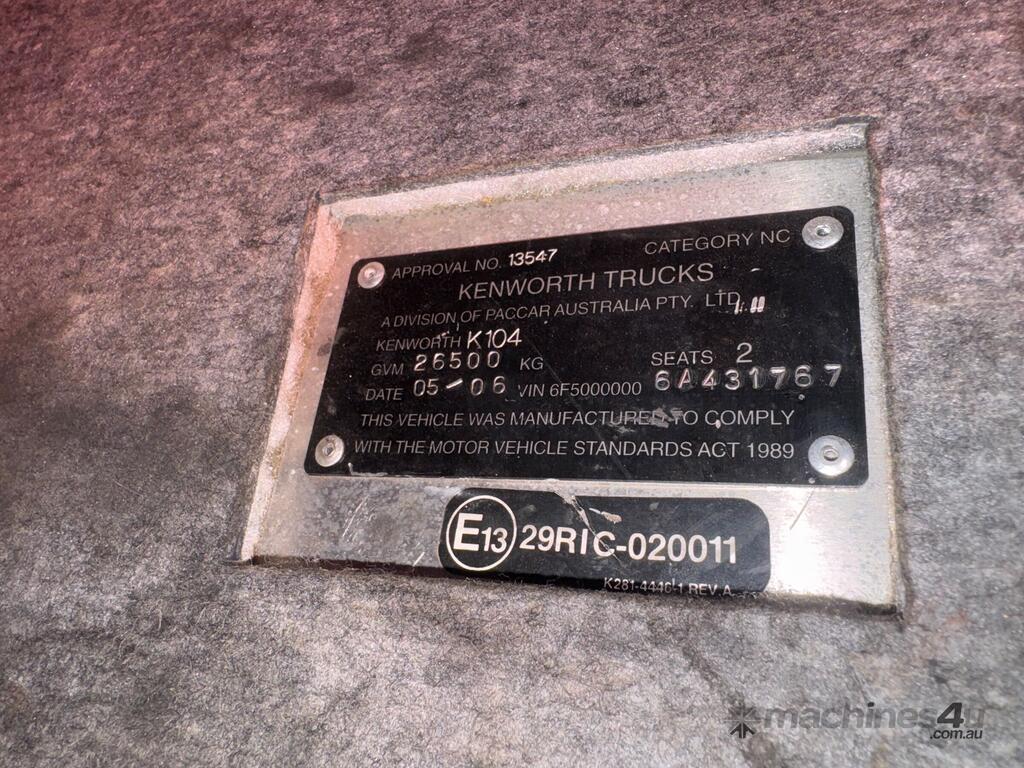 APPROVAL NO. 13547 CATEGORY NC
KENWORTH TRUCKS
A DIVISION OF PACCAR AUSTRALIA PTY. LTD.
KENWORTH K104
GVM 26500 KG SEATS 2
DATE 05-06 VIN 6F5000000 6A431767
THIS VEHICLE WAS MANUFACTURED TO COMPLY
WITH THE MOTOR VEHICLE STANDARDS ACT 1989
E13 29RIC-020011
K281-4446-1 REV A
machines4u
.com.au